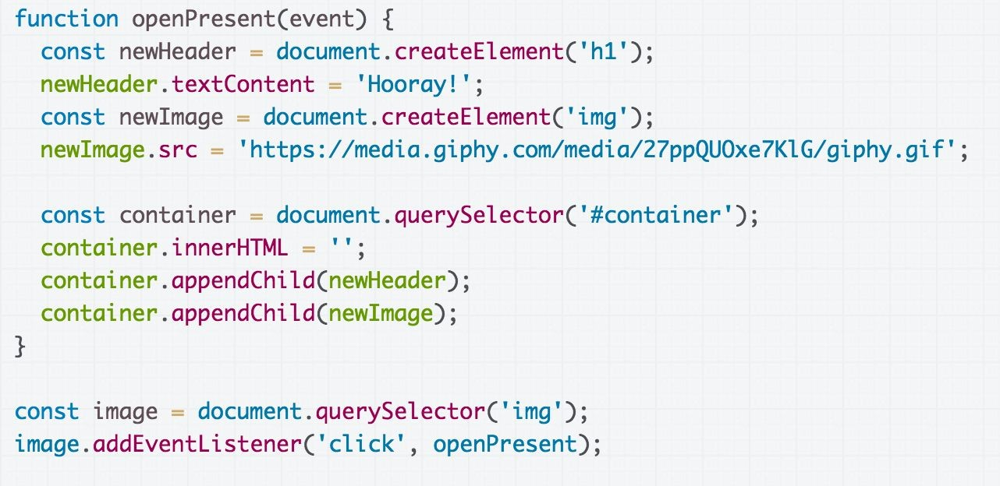 function openPresent(event) {
  const newHeader = document.createElement('h1');
  newHeader.textContent = 'Hooray!';
  const newImage = document.createElement('img');
  newImage.src = 'https://media.giphy.com/media/27ppQUOxe7KlG/giphy.gif';

  const container = document.querySelector('#container');
  container.innerHTML = '';
  container.appendChild(newHeader);
  container.appendChild(newImage);
}

const image = document.querySelector('img');
image.addEventListener('click', openPresent);